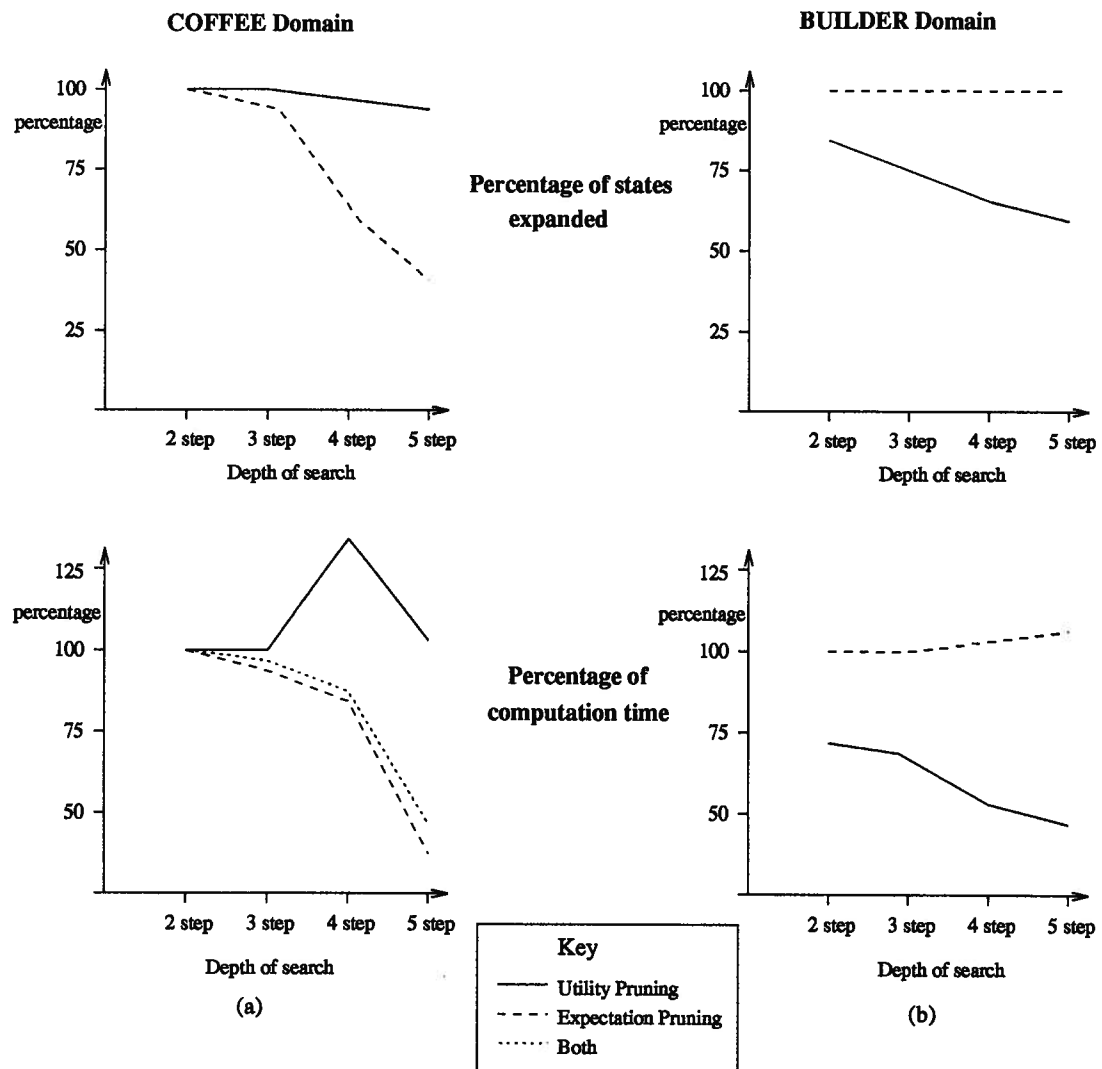 COFFEE Domain
BUILDER Domain
100
percentage
75
50
25
2 step 3 step 4 step 5 step
Depth of search
Percentage of states
expanded
100
percentage
75
50
25
2 step 3 step 4 step 5 step
Depth of search
125
percentage
100
75
50
2 step 3 step 4 step 5 step
Depth of search
(a)
Percentage of
computation time
125
percentage
100
75
50
2 step 3 step 4 step 5 step
Depth of search
(b)
Key
Utility Pruning
Expectation Pruning
Both